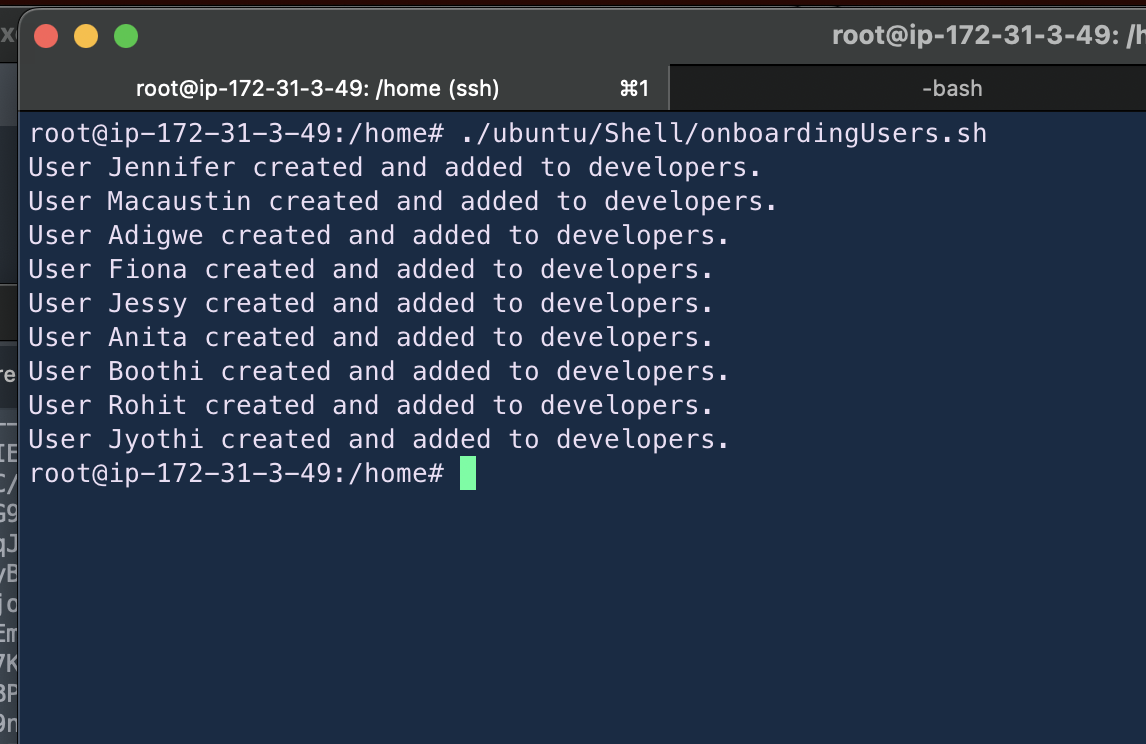 root@ip-172-31-3-49: /h
root@ip-172-31-3-49: /home (ssh) ⌘1 -bash
root@ip-172-31-3-49:/home# ./ubuntu/Shell/onboardingUsers.sh
User Jennifer created and added to developers.
User Macaustin created and added to developers.
User Adigwe created and added to developers.
User Fiona created and added to developers.
User Jessy created and added to developers.
User Anita created and added to developers.
User Boothi created and added to developers.
User Rohit created and added to developers.
User Jyothi created and added to developers.
root@ip-172-31-3-49:/home#